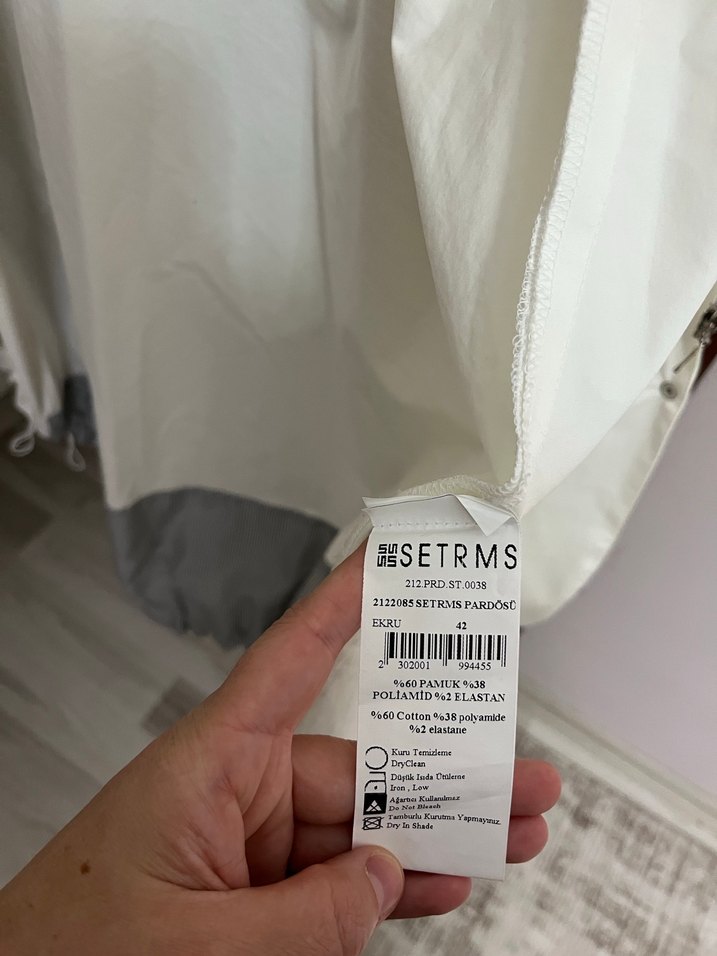 SETRMS
212.PRD.ST.0038
2122085 SETRMS PARDÖSÜ
EKRU 42
2 302001 994455
%60 PAMUK %38
POLİAMİD %2 ELASTAN
%60 Cotton %38 polyamide
%2 elastane
Kuru Temizleme
DryClean
Düşük Isıda Ütüleme
Iron , Low
Ağartıcı Kullanılmaz
Do Not Bleach
Tamburlu Kurutma Yapmayınız.
Dry In Shade